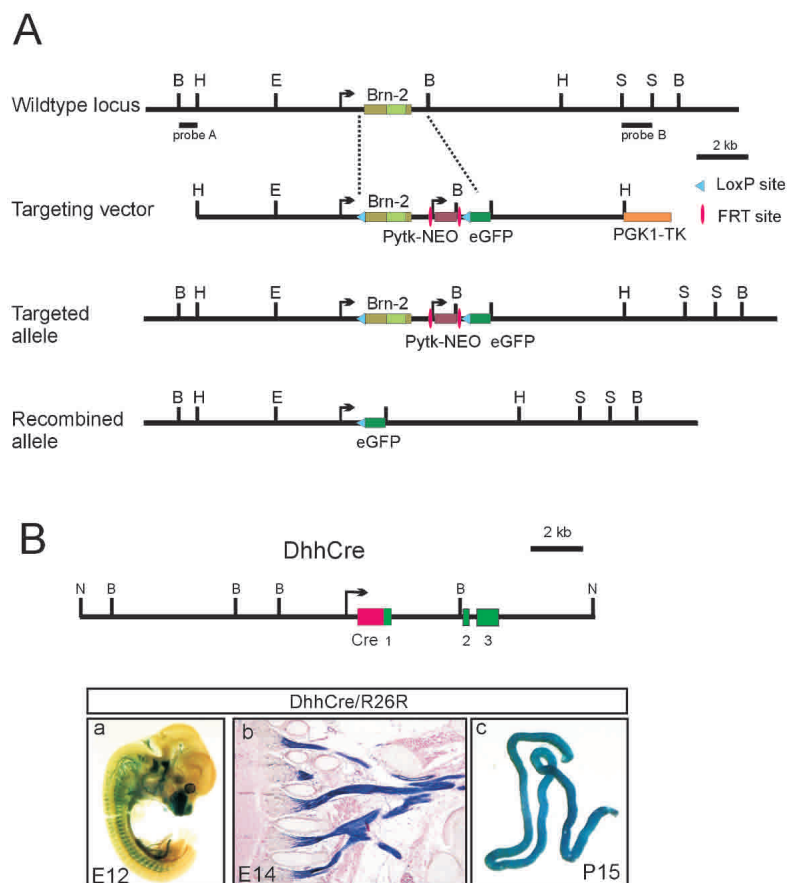 A
B H E B H S S B
Brn-2
Wildtype locus
probe A
probe B
2 kb
H E Brn-2 B H
LoxP site
Targeting vector
FRT site
Pytk-NEO eGFP PGK1-TK
B H E Brn-2 B H S S B
Targeted
allele
Pytk-NEO eGFP
B H E H S S B
Recombined
allele
eGFP
B
2 kb
DhhCre
N B B B B N
Cre 1 2 3
DhhCre/R26R
a b c
E12 E14 P15